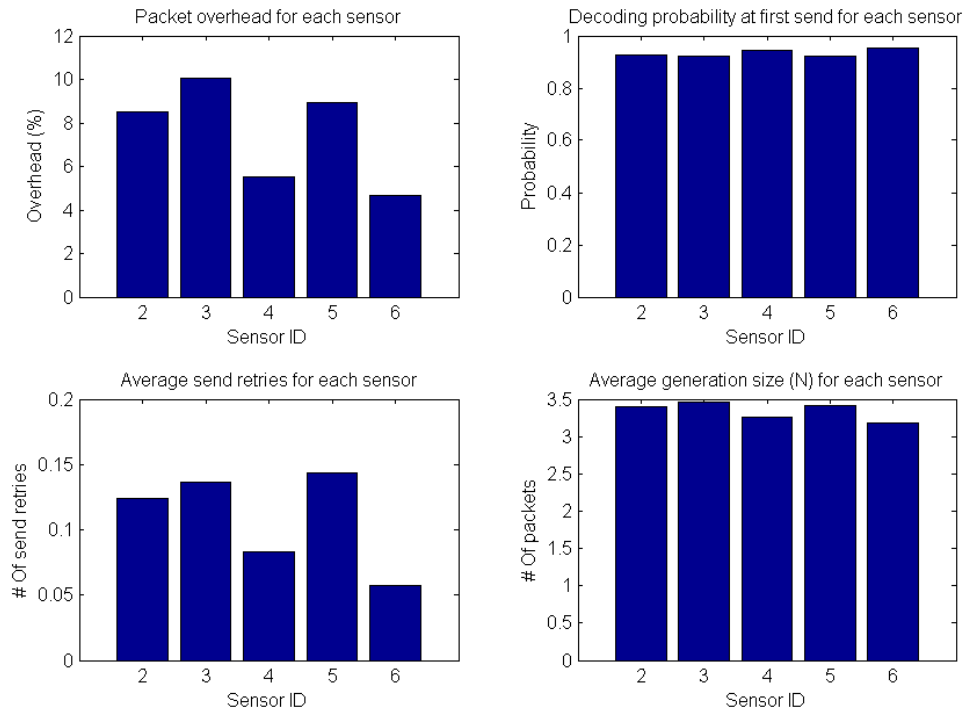 Packet overhead for each sensor
12
10
8
6
4
2
0
Overhead (%)
2 3 4 5 6
Sensor ID
Decoding probability at first send for each sensor
1
0.8
0.6
0.4
0.2
0
Probability
2 3 4 5 6
Sensor ID
Average send retries for each sensor
0.2
0.15
0.1
0.05
0
# Of send retries
2 3 4 5 6
Sensor ID
Average generation size (N) for each sensor
3.5
3
2.5
2
1.5
1
0.5
0
# Of packets
2 3 4 5 6
Sensor ID